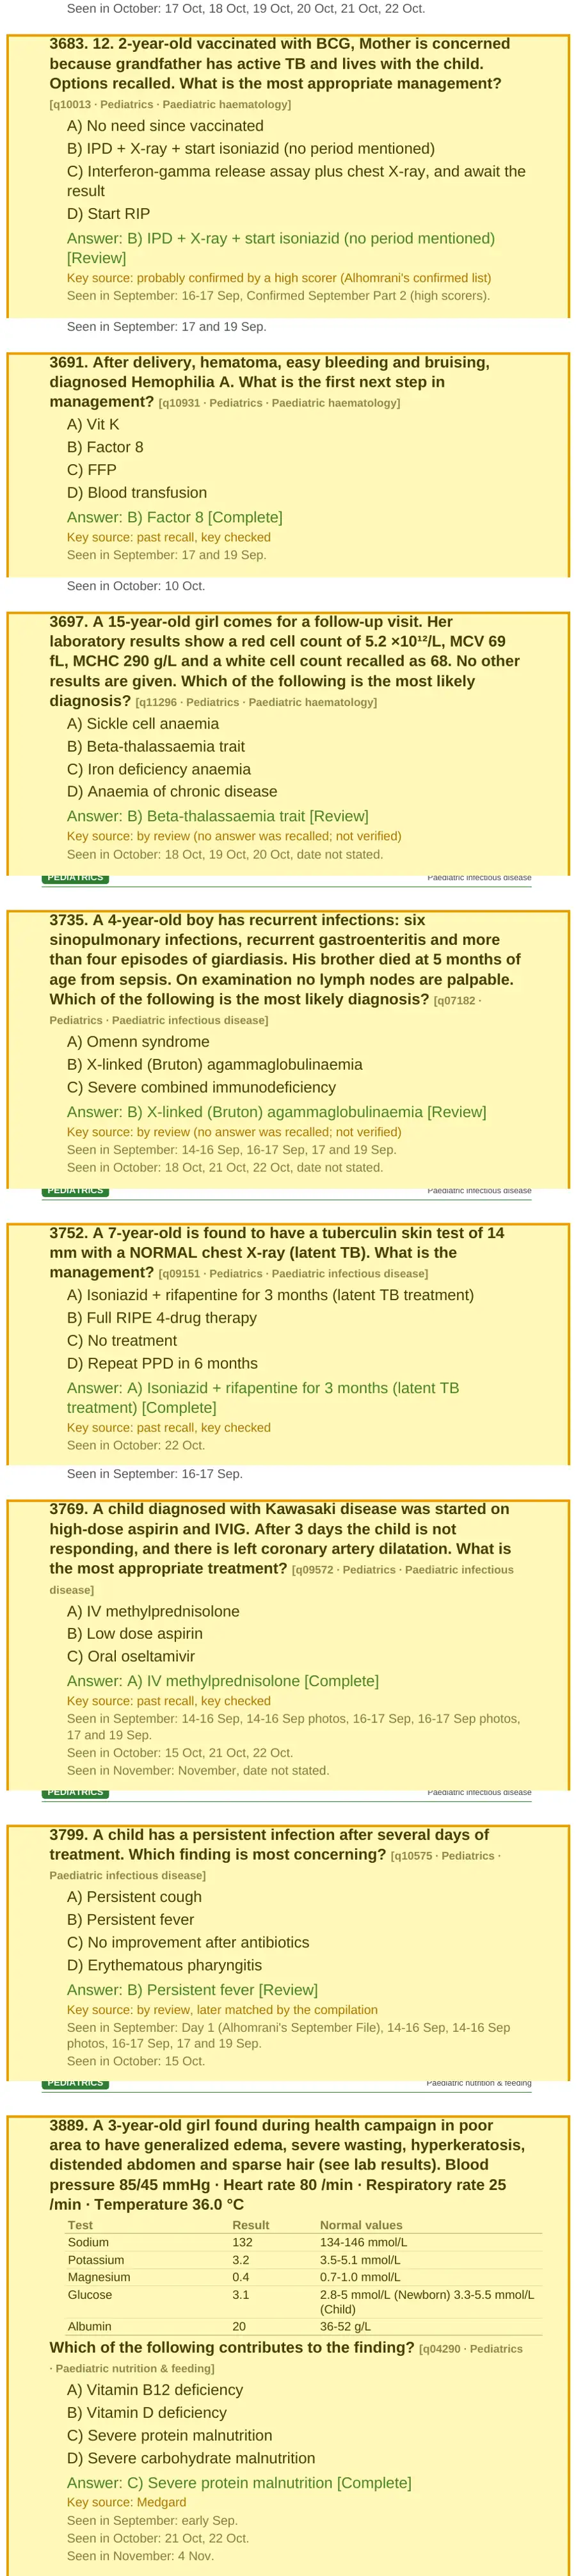 Seen in October: 17 Oct, 18 Oct, 19 Oct, 20 Oct, 21 Oct, 22 Oct.
3683. 12. 2-year-old vaccinated with BCG, Mother is concerned
because grandfather has active TB and lives with the child.
Options recalled. What is the most appropriate management?
[q10013 · Pediatrics · Paediatric haematology]
A) No need since vaccinated
B) IPD + X-ray + start isoniazid (no period mentioned)
C) Interferon-gamma release assay plus chest X-ray, and await the
result
D) Start RIP
Answer: B) IPD + X-ray + start isoniazid (no period mentioned)
[Review]
Key source: probably confirmed by a high scorer (Alhomrani's confirmed list)
Seen in September: 16-17 Sep, Confirmed September Part 2 (high scorers).
Seen in September: 17 and 19 Sep.
3691. After delivery, hematoma, easy bleeding and bruising,
diagnosed Hemophilia A. What is the first next step in
management? [q10931 · Pediatrics · Paediatric haematology]
A) Vit K
B) Factor 8
C) FFP
D) Blood transfusion
Answer: B) Factor 8 [Complete]
Key source: past recall, key checked
Seen in September: 17 and 19 Sep.
Seen in October: 10 Oct.
3697. A 15-year-old girl comes for a follow-up visit. Her
laboratory results show a red cell count of 5.2 ×10¹²/L, MCV 69
fL, MCHC 290 g/L and a white cell count recalled as 68. No other
results are given. Which of the following is the most likely
diagnosis? [q11296 · Pediatrics · Paediatric haematology]
A) Sickle cell anaemia
B) Beta-thalassaemia trait
C) Iron deficiency anaemia
D) Anaemia of chronic disease
Answer: B) Beta-thalassaemia trait [Review]
Key source: by review (no answer was recalled; not verified)
Seen in October: 18 Oct, 19 Oct, 20 Oct, date not stated.
PEDIATRICS Paediatric infectious disease
3735. A 4-year-old boy has recurrent infections: six
sinopulmonary infections, recurrent gastroenteritis and more
than four episodes of giardiasis. His brother died at 5 months of
age from sepsis. On examination no lymph nodes are palpable.
Which of the following is the most likely diagnosis? [q07182 ·
Pediatrics · Paediatric infectious disease]
A) Omenn syndrome
B) X-linked (Bruton) agammaglobulinaemia
C) Severe combined immunodeficiency
Answer: B) X-linked (Bruton) agammaglobulinaemia [Review]
Key source: by review (no answer was recalled; not verified)
Seen in September: 14-16 Sep, 16-17 Sep, 17 and 19 Sep.
Seen in October: 18 Oct, 21 Oct, 22 Oct, date not stated.
PEDIATRICS Paediatric infectious disease
3752. A 7-year-old is found to have a tuberculin skin test of 14
mm with a NORMAL chest X-ray (latent TB). What is the
management? [q09151 · Pediatrics · Paediatric infectious disease]
A) Isoniazid + rifapentine for 3 months (latent TB treatment)
B) Full RIPE 4-drug therapy
C) No treatment
D) Repeat PPD in 6 months
Answer: A) Isoniazid + rifapentine for 3 months (latent TB
treatment) [Complete]
Key source: past recall, key checked
Seen in October: 22 Oct.
Seen in September: 16-17 Sep.
3769. A child diagnosed with Kawasaki disease was started on
high-dose aspirin and IVIG. After 3 days the child is not
responding, and there is left coronary artery dilatation. What is
the most appropriate treatment? [q09572 · Pediatrics · Paediatric infectious
disease]
A) IV methylprednisolone
B) Low dose aspirin
C) Oral oseltamivir
Answer: A) IV methylprednisolone [Complete]
Key source: past recall, key checked
Seen in September: 14-16 Sep, 14-16 Sep photos, 16-17 Sep, 16-17 Sep photos,
17 and 19 Sep.
Seen in October: 15 Oct, 21 Oct, 22 Oct.
Seen in November: November, date not stated.
PEDIATRICS Paediatric infectious disease
3799. A child has a persistent infection after several days of
treatment. Which finding is most concerning? [q10575 · Pediatrics ·
Paediatric infectious disease]
A) Persistent cough
B) Persistent fever
C) No improvement after antibiotics
D) Erythematous pharyngitis
Answer: B) Persistent fever [Review]
Key source: by review, later matched by the compilation
Seen in September: Day 1 (Alhomrani's September File), 14-16 Sep, 14-16 Sep
photos, 16-17 Sep, 17 and 19 Sep.
Seen in October: 15 Oct.
PEDIATRICS Paediatric nutrition & feeding
3889. A 3-year-old girl found during health campaign in poor
area to have generalized edema, severe wasting, hyperkeratosis,
distended abdomen and sparse hair (see lab results). Blood
pressure 85/45 mmHg · Heart rate 80 /min · Respiratory rate 25
/min · Temperature 36.0 °C
Test Result Normal values
Sodium 132 134-146 mmol/L
Potassium 3.2 3.5-5.1 mmol/L
Magnesium 0.4 0.7-1.0 mmol/L
Glucose 3.1 2.8-5 mmol/L (Newborn) 3.3-5.5 mmol/L
(Child)
Albumin 20 36-52 g/L
Which of the following contributes to the finding? [q04290 · Pediatrics
· Paediatric nutrition & feeding]
A) Vitamin B12 deficiency
B) Vitamin D deficiency
C) Severe protein malnutrition
D) Severe carbohydrate malnutrition
Answer: C) Severe protein malnutrition [Complete]
Key source: Medgard
Seen in September: early Sep.
Seen in October: 21 Oct, 22 Oct.
Seen in November: 4 Nov.